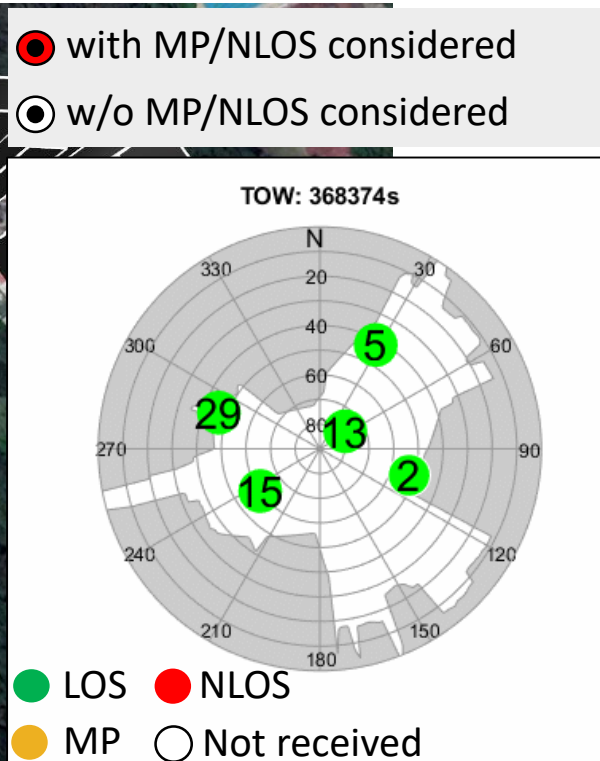 with MP/NLOS considered
w/o MP/NLOS considered
TOW: 368374s
N
330
30
20
40
300
60
60
5
29
80
13
270
90
2
15
240
120
210
150
180
LOS
NLOS
MP
Not received